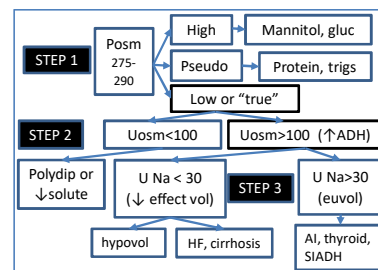 High
Mannitol, gluc
STEP 1
Posm
275-
290
Pseudo
Protein, trigs
Low or “true”
STEP 2
Uosm<100
Uosm>100 (↑ADH)
Polydip or
↓solute
U Na < 30
(↓ effect vol)
STEP 3
U Na>30
(euvol)
hypovol
HF, cirrhosis
AI, thyroid,
SIADH